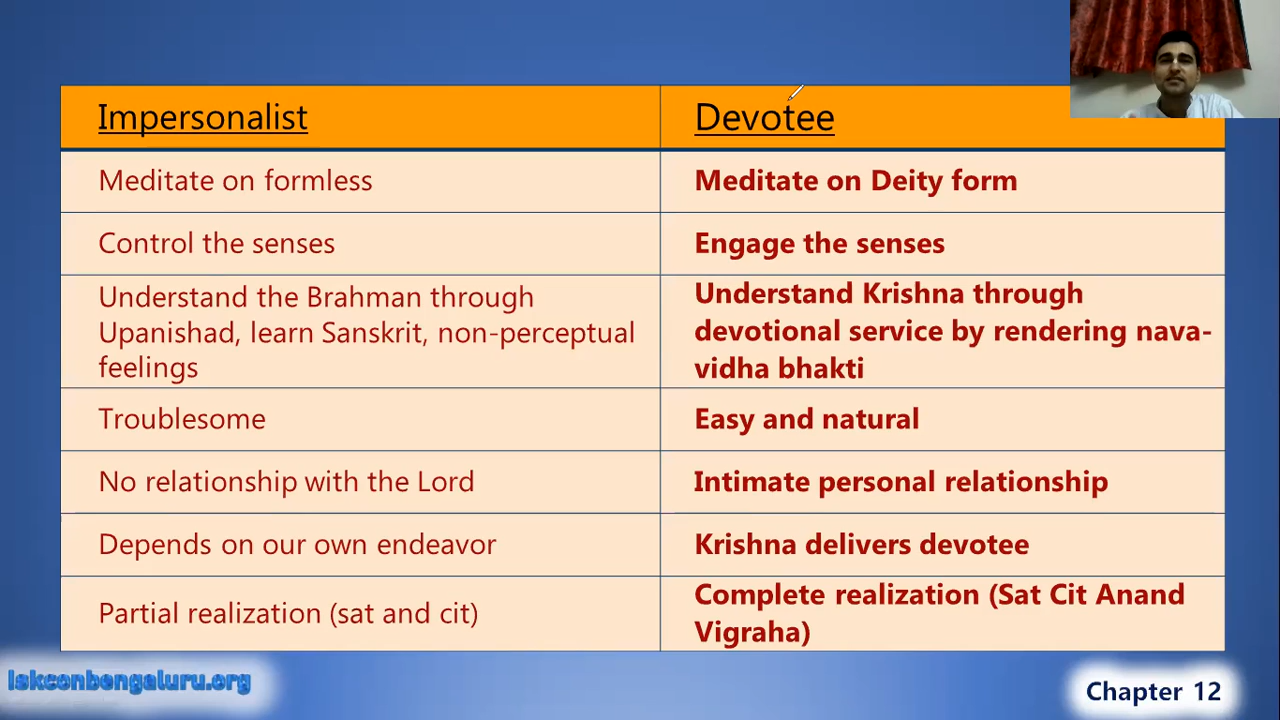 Impersonalist
Devotee
Meditate on formless
Meditate on Deity form
Control the senses
Engage the senses
Understand the Brahman through
Upanishad, learn Sanskrit, non-perceptual
feelings
Understand Krishna through
devotional service by rendering nava-
vidha bhakti
Troublesome
Easy and natural
No relationship with the Lord
Intimate personal relationship
Depends on our own endeavor
Krishna delivers devotee
Partial realization (sat and cit)
Complete realization (Sat Cit Anand
Vigraha)
Iskconbengaluru.org
Chapter 12